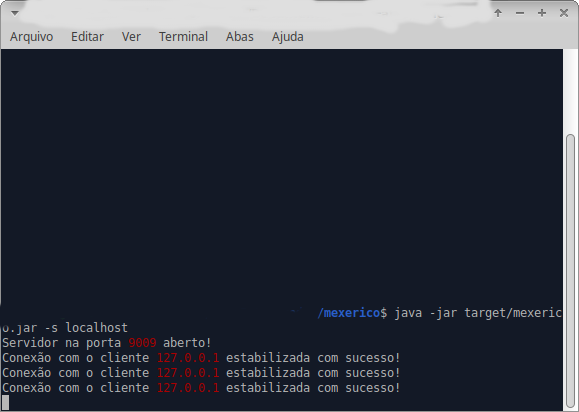 Arquivo Editar Ver Terminal Abas Ajuda
/mexerico$ java -jar target/mexeric
o.jar -s localhost
Servidor na porta 9009 aberto!
Conexão com o cliente 127.0.0.1 estabilizada com sucesso!
Conexão com o cliente 127.0.0.1 estabilizada com sucesso!
Conexão com o cliente 127.0.0.1 estabilizada com sucesso!